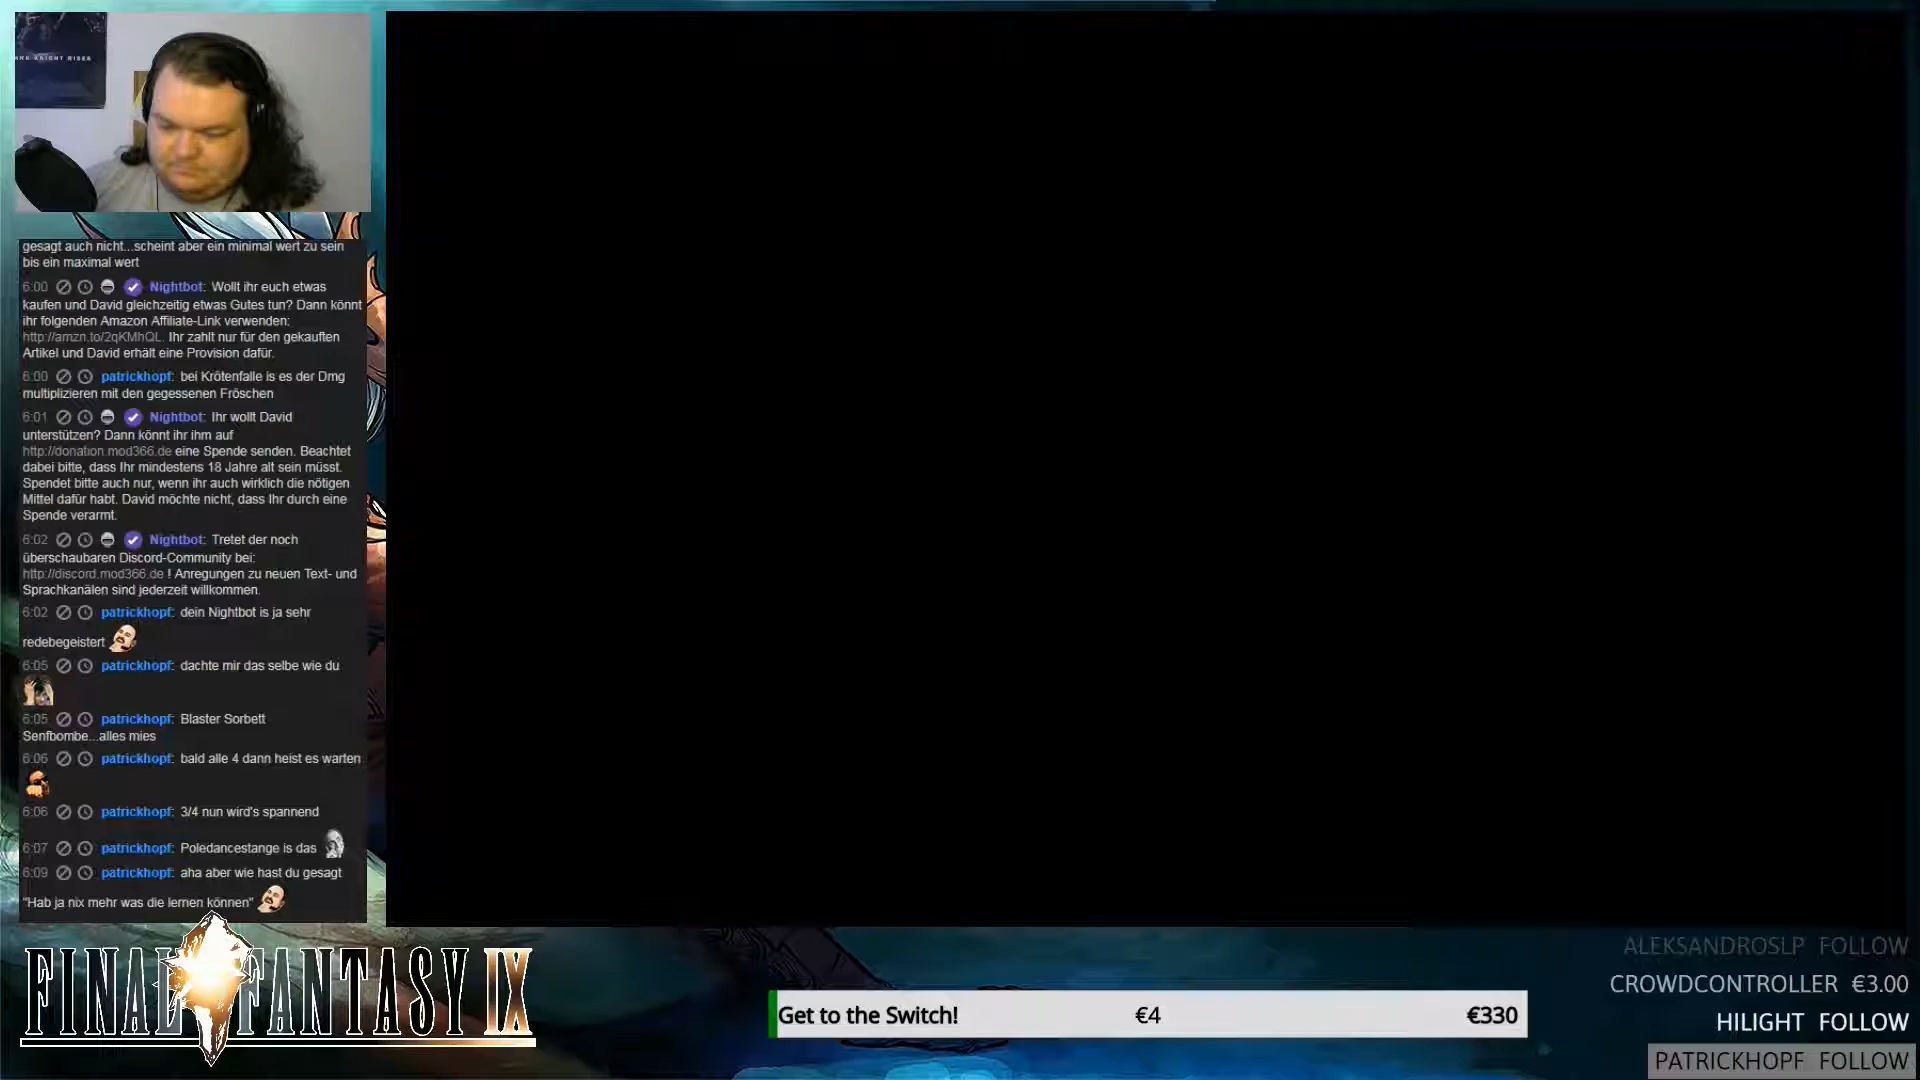 ARK KNIGHT RISES
gesagt auch nicht...scheint aber ein minimal wert zu sein
bis ein maximal wert
6:00 Nightbot: Wollt ihr euch etwas
kaufen und David gleichzeitig etwas Gutes tun? Dann könnt
ihr folgenden Amazon Affiliate-Link verwenden:
http://amzn.to/2qKMhQL. Ihr zahlt nur für den gekauften
Artikel und David erhält eine Provision dafür.
6:00 patrickhopf: bei Krötenfalle is es der Dmg
multiplizieren mit den gegessenen Fröschen
6:01 Nightbot: Ihr wollt David
unterstützen? Dann könnt ihr ihm auf
http://donation.mod366.de eine Spende senden. Beachtet
dabei bitte, dass Ihr mindestens 18 Jahre alt sein müsst.
Spendet bitte auch nur, wenn ihr auch wirklich die nötigen
Mittel dafür habt. David möchte nicht, dass Ihr durch eine
Spende verarmt.
6:02 Nightbot: Tretet der noch
überschaubaren Discord-Community bei:
http://discord.mod366.de ! Anregungen zu neuen Text- und
Sprachkanälen sind jederzeit willkommen.
6:02 patrickhopf: dein Nightbot is ja sehr
redebegeistert
6:05 patrickhopf: dachte mir das selbe wie du
6:05 patrickhopf: Blaster Sorbett
Senfbombe...alles mies
6:06 patrickhopf: bald alle 4 dann heist es warten
6:06 patrickhopf: 3/4 nun wird's spannend
6:07 patrickhopf: Poledancestange is das
6:09 patrickhopf: aha aber wie hast du gesagt
"Hab ja nix mehr was die lernen können"
FINAL FANTASY IX
Get to the Switch! €4 €330
ALEKSANDROSLP FOLLOW
CROWDCONTROLLER €3.00
HILIGHT FOLLOW
PATRICKHOPF FOLLOW